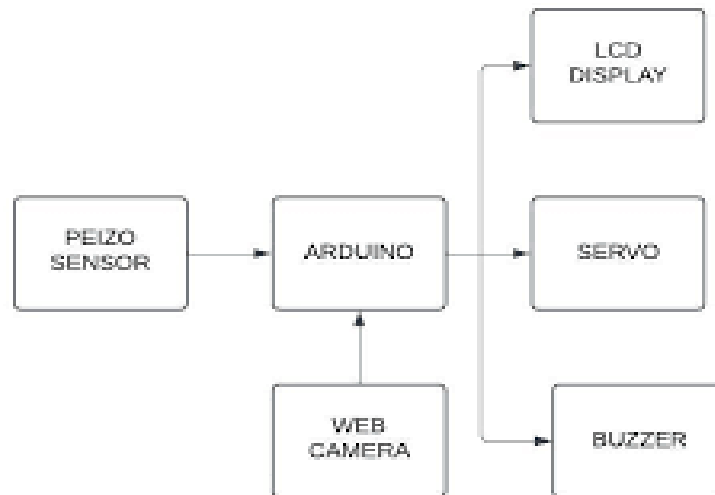 LCD
DISPLAY
PEIZO
SENSOR
ARDUINO
SERVO
WEB
CAMERA
BUZZER